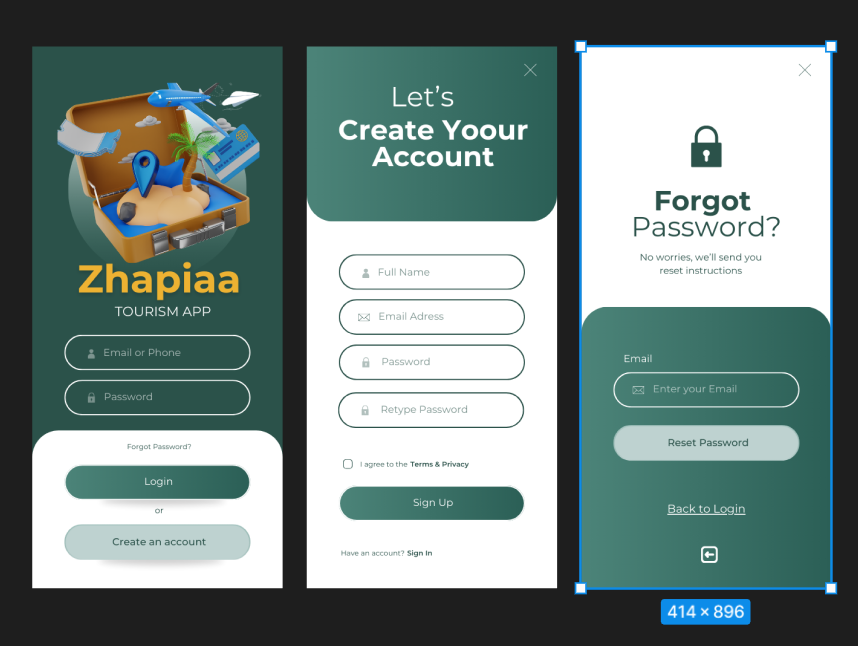 Zhapiaa
TOURISM APP
Email or Phone
Password
Forgot Password?
Login
or
Create an account
Let's
Create Yoour
Account
Full Name
Email Adress
Password
Retype Password
I agree to the Terms & Privacy
Sign Up
Have an account? Sign In
Forgot
Password?
No worries, we'll send you
reset instructions
Email
Enter your Email
Reset Password
Back to Login
414 × 896